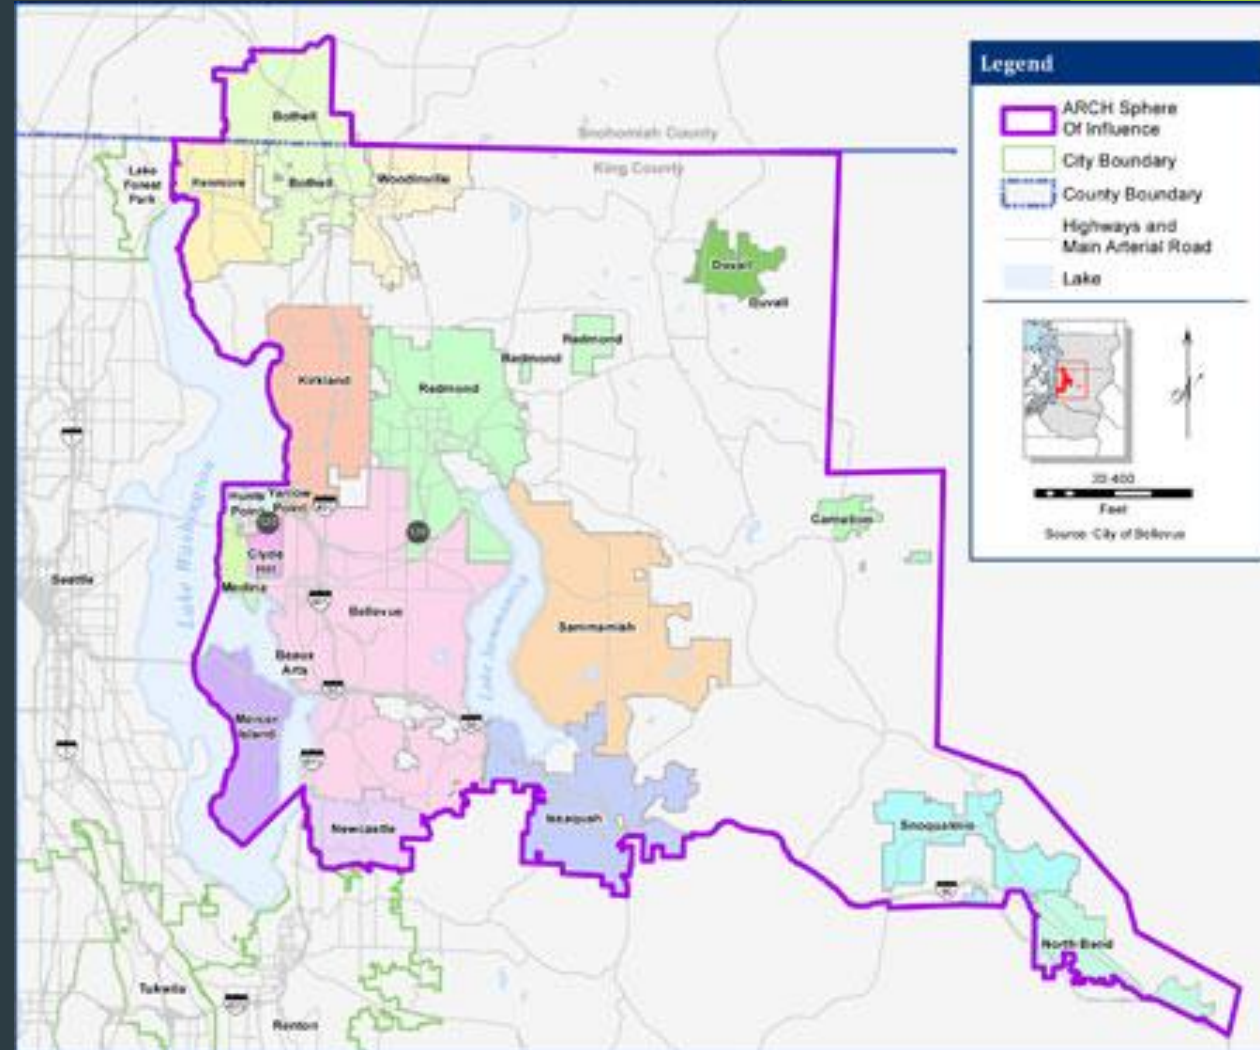 Legend
ARCH Sphere
Of Influence
City Boundary
County Boundary
Highways and
Main Arterial Road
Lake
Feet
Source: City of Bellevue
Snohomish County
King County
Bothell
Lake
Forest
Park
Kenmore
Bothell
Woodinville
Duvall
Duvall
Redmond
Redmond
Kirkland
Redmond
Hunts
Point
Yarrow
Point
Clyde
Hill
Medina
Carnation
Seattle
Lake Washington
Bellevue
Beaux
Arts
Lake Sammamish
Sammamish
Mercer
Island
Newcastle
Issaquah
Snoqualmie
North Bend
Tukwila
Renton